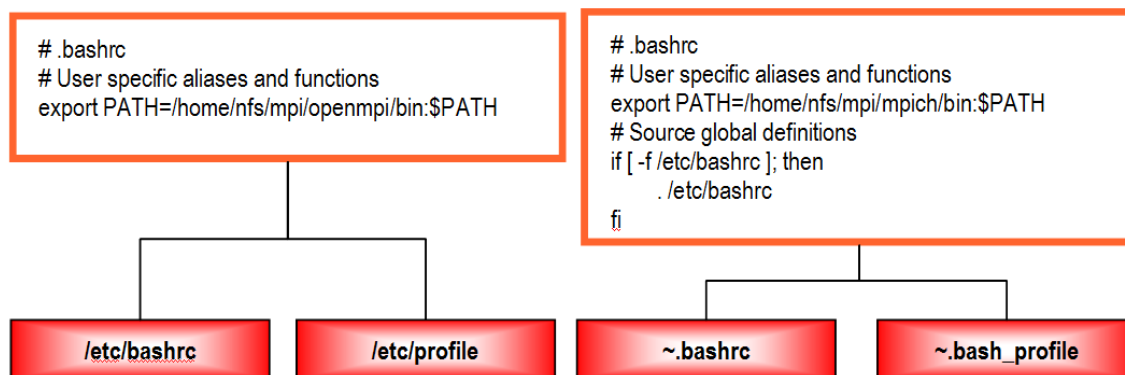 # .bashrc
# User specific aliases and functions
export PATH=/home/nfs/mpi/openmpi/bin:$PATH
# .bashrc
# User specific aliases and functions
export PATH=/home/nfs/mpi/mpich/bin:$PATH
# Source global definitions
if [ -f /etc/bashrc ]; then
. /etc/bashrc
fi
/etc/bashrc
/etc/profile
~.bashrc
~.bash_profile